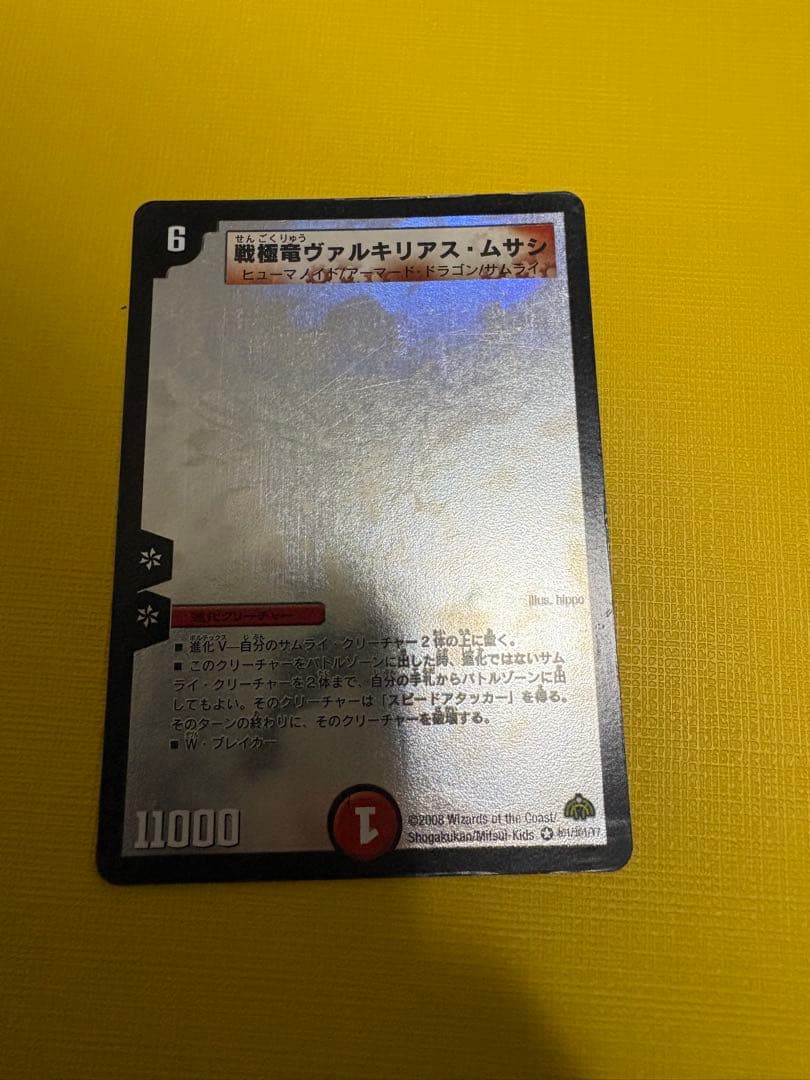 6
せんごくりゅう
戦極竜ヴァルキリアス・ムサシ
ヒューマノイド/アーマード・ドラゴン/サムライ
illus. hippo
進化クリーチャー
ボルテックス じぶん
■ 進化V―自分のサムライ・クリーチャー2体の上に置く。
■ このクリーチャーをバトルゾーンに出した時、進化ではないサム
ライ・クリーチャーを2体まで、自分の手札からバトルゾーンに出
してもよい。そのクリーチャーは「スピードアタッカー」を得る。
そのターンの終わりに、そのクリーチャーを破壊する。
■ W・ブレイカー
11000
1
©2008 Wizards of the Coast/
Shogakukan/Mitsui-Kids